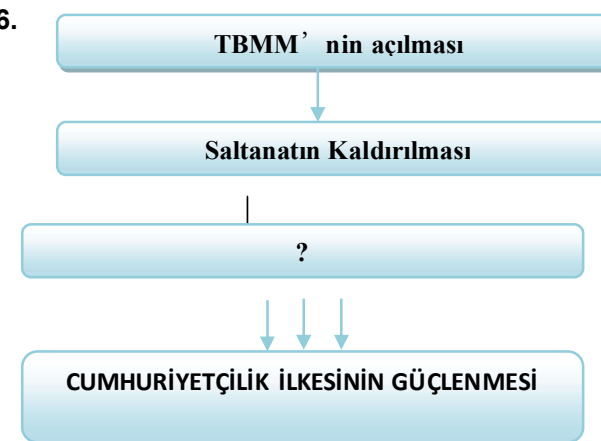 6.
TBMM’ nin açılması
Saltanatın Kaldırılması
?
CUMHURİYETÇİLİK İLKESİNİN GÜÇLENMESİ